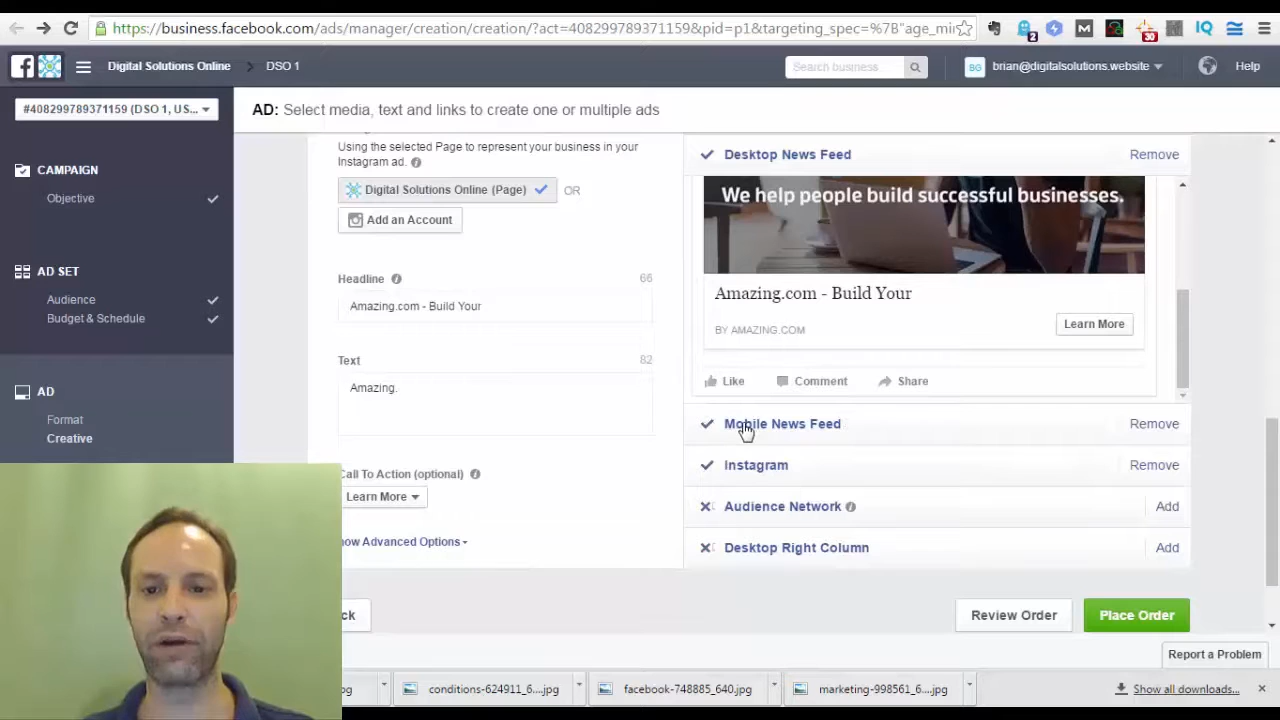 https://business.facebook.com/ads/manager/creation/creation/?act=408299789371159&pid=p1&targeting_spec=%7B"age_mi
2
M
30
IQ
Digital Solutions Online
DSO 1
Search business
BG
brian@digitalsolutions.website
Help
#408299789371159 (DSO 1, US...
AD: Select media, text and links to create one or multiple ads
CAMPAIGN
Objective
AD SET
Audience
Budget & Schedule
AD
Format
Creative
Using the selected Page to represent your business in your
Instagram ad.
Digital Solutions Online (Page)
OR
Add an Account
Headline
66
Amazing.com - Build Your
Text
82
Amazing.
Call To Action (optional)
Learn More
how Advanced Options
ck
Desktop News Feed
Remove
We help people build successful businesses.
Amazing.com - Build Your
BY AMAZING.COM
Learn More
Like
Comment
Share
Mobile News Feed
Remove
Instagram
Remove
Audience Network
Add
Desktop Right Column
Add
Review Order
Place Order
Report a Problem
pg
conditions-624911_6....jpg
facebook-748885_640.jpg
marketing-998561_6....jpg
Show all downloads...